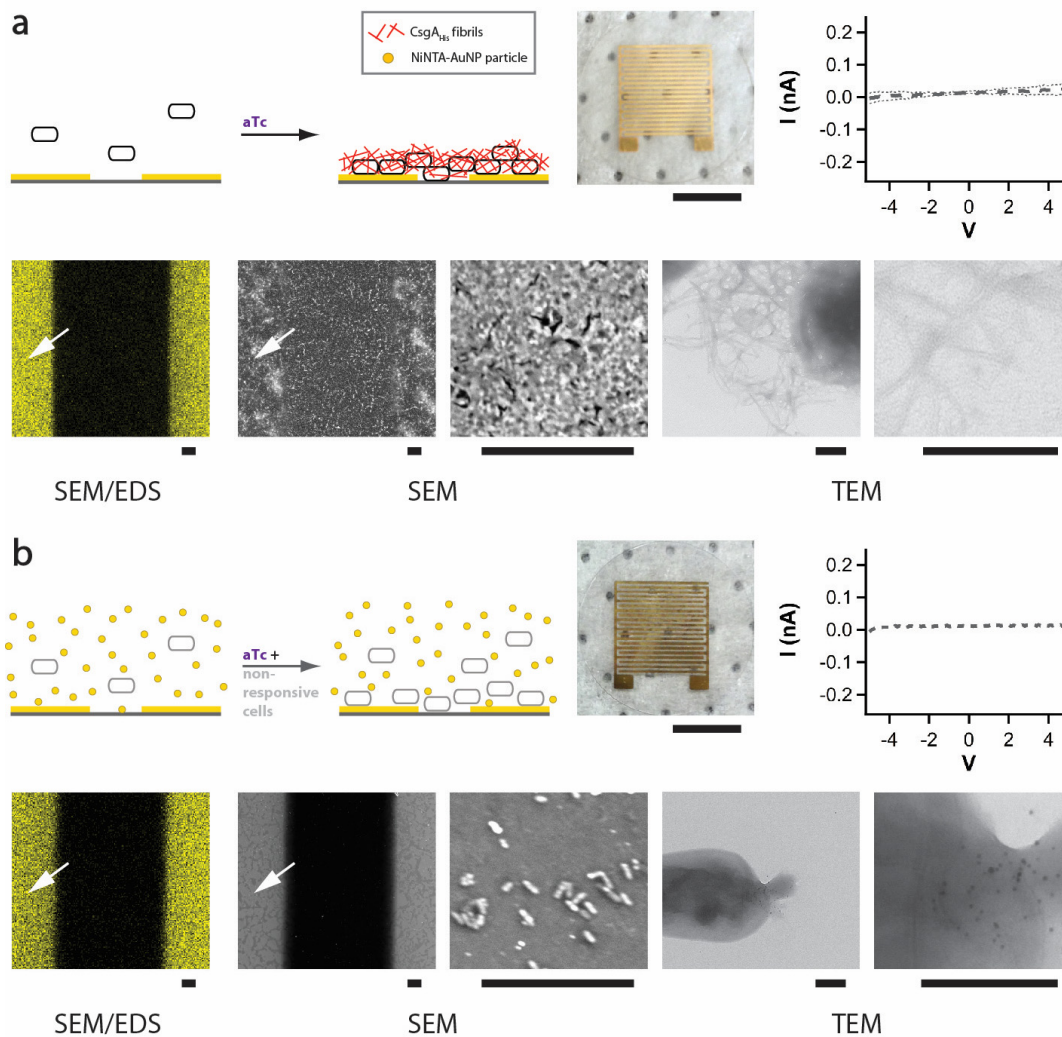 a
CsgAHis fibrils
NiNTA-AuNP particle
aTc
I (nA)
0.2
0.1
0.0
-0.1
-0.2
-4 -2 0 2 4
V
SEM/EDS SEM TEM
b
aTc +
non-
responsive
cells
I (nA)
0.2
0.1
0.0
-0.1
-0.2
-4 -2 0 2 4
V
SEM/EDS SEM TEM